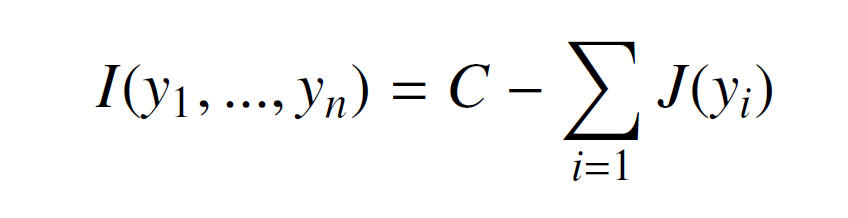 I(y₁, ..., yₙ) = C − ∑ J(yᵢ)
i=1